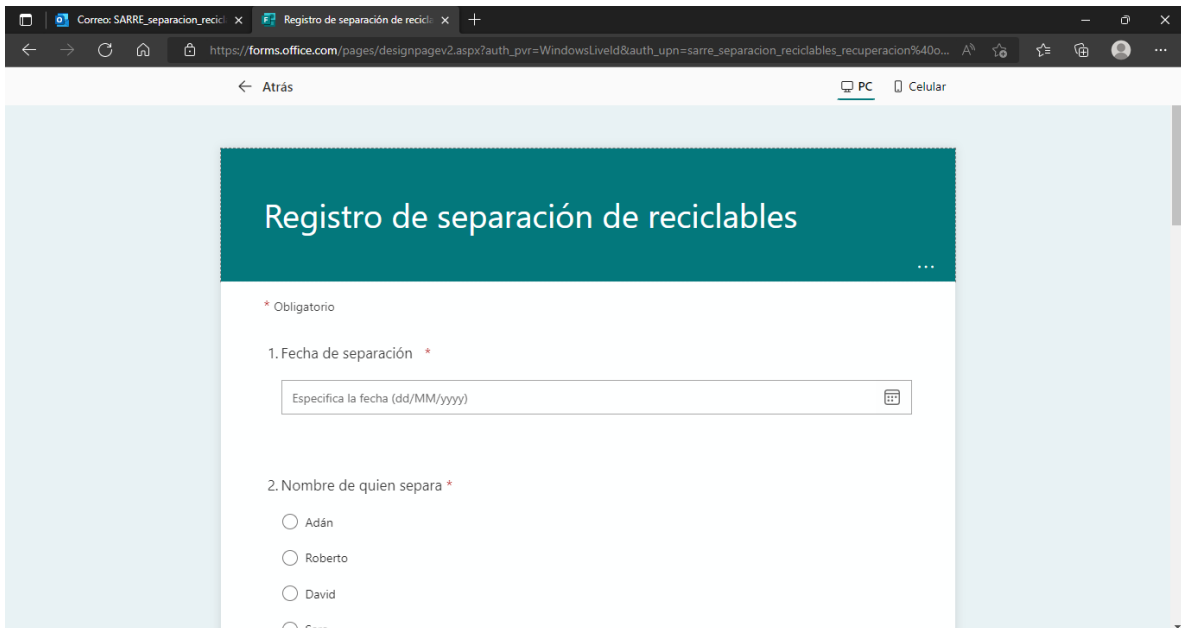 Correo: SARRE_separacion_recicl
Registro de separación de recicla
https://forms.office.com/pages/designpagev2.aspx?auth_pvr=WindowsLiveId&auth_upn=sarre_separacion_reciclables_recuperacion%40o...
Atrás
PC
Celular
Registro de separación de reciclables
...
* Obligatorio
1. Fecha de separación *
Especifica la fecha (dd/MM/yyyy)
2. Nombre de quien separa *
Adán
Roberto
David